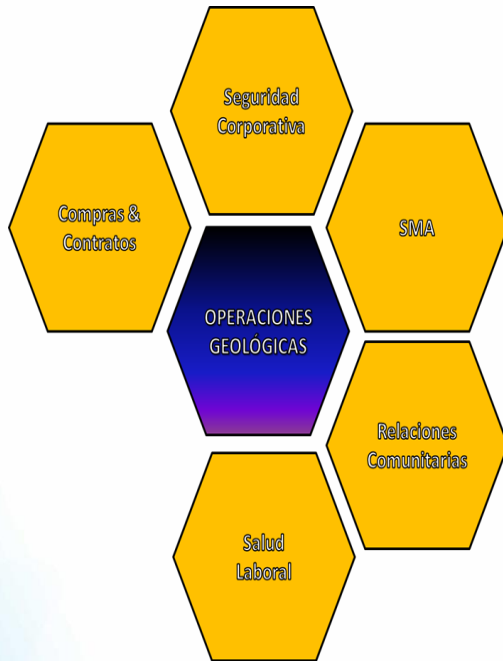 Seguridad
Corporativa
Compras &
Contratos
SMA
OPERACIONES
GEOLÓGICAS
Relaciones
Comunitarias
Salud
Laboral